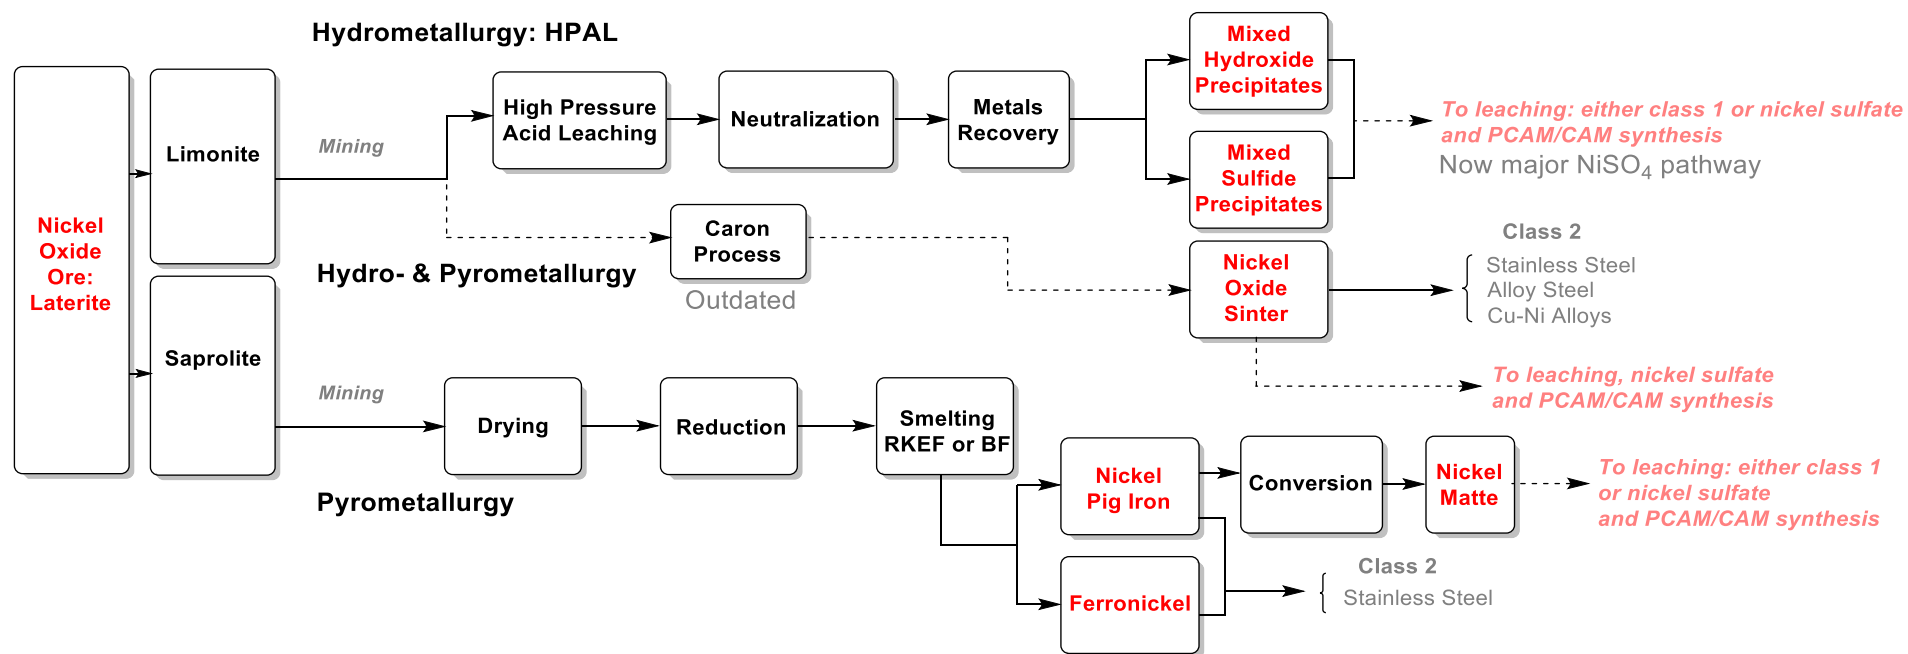 Hydrometallurgy: HPAL
Nickel
Oxide
Ore:
Laterite
Limonite
Mining
High Pressure
Acid Leaching
Neutralization
Metals
Recovery
Mixed
Hydroxide
Precipitates
Mixed
Sulfide
Precipitates
To leaching: either class 1 or nickel sulfate
and PCAM/CAM synthesis
Now major NiSO4 pathway
Caron
Process
Outdated
Hydro- & Pyrometallurgy
Nickel
Oxide
Sinter
Class 2
Stainless Steel
Alloy Steel
Cu-Ni Alloys
To leaching, nickel sulfate
and PCAM/CAM synthesis
Saprolite
Mining
Drying
Reduction
Smelting
RKEF or BF
Pyrometallurgy
Nickel
Pig Iron
Conversion
Nickel
Matte
To leaching: either class 1
or nickel sulfate
and PCAM/CAM synthesis
Ferronickel
Class 2
Stainless Steel